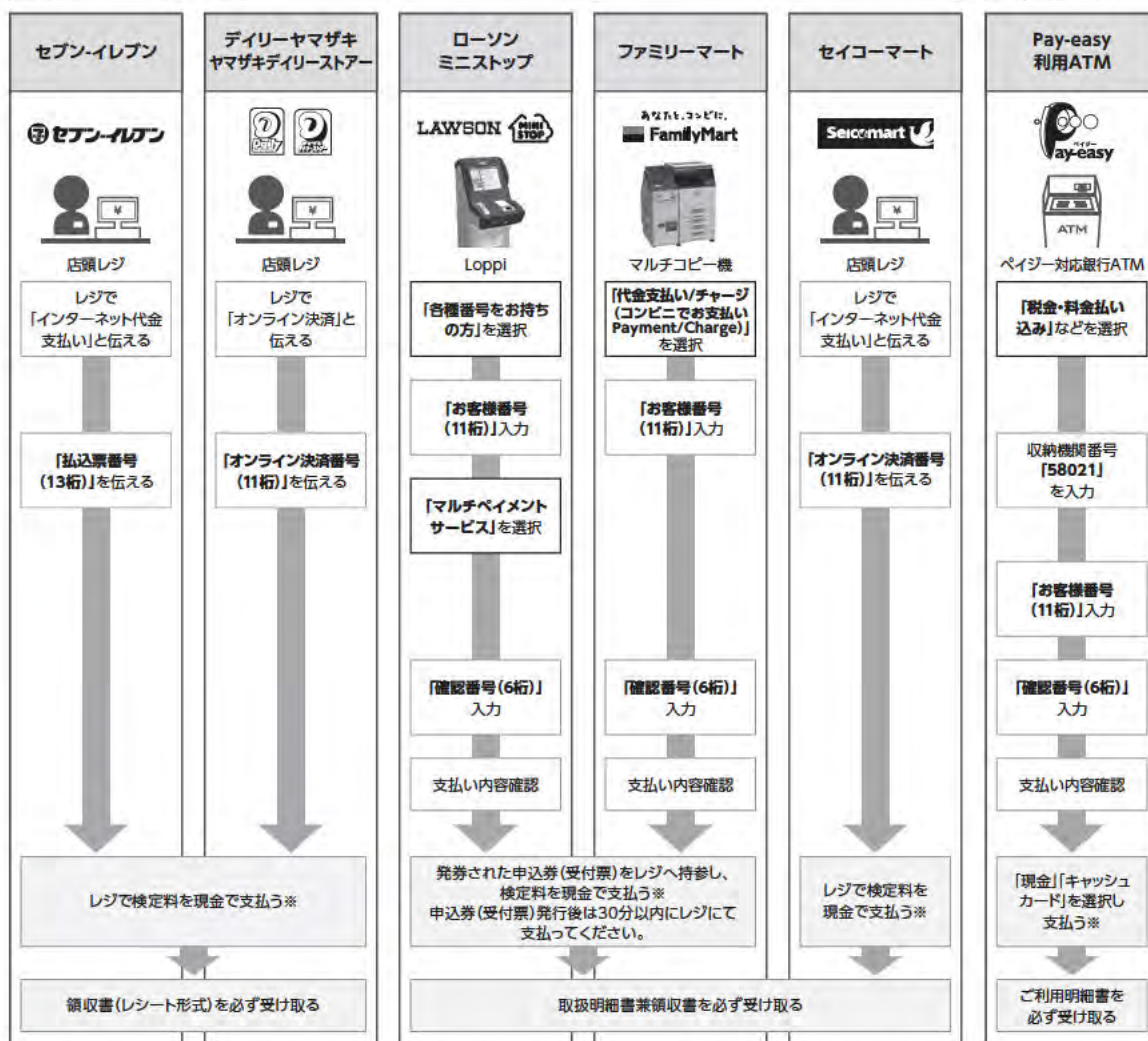 セブン-イレブン
デイリーヤマザキ
ヤマザキデイリーストアー
ローソン
ミニストップ
ファミリーマート
セイコーマート
Pay-easy
利用ATM
セブン-イレブン
Daily
LAWSON
MINI
STOP
あなたと、コンビに、
FamilyMart
Seicomart
ペイジー
Pay-easy
¥
¥
¥
ATM
店頭レジ
店頭レジ
Loppi
マルチコピー機
店頭レジ
ペイジー対応銀行ATM
レジで
「インターネット代金
支払い」と伝える
「払込票番号
(13桁)」を伝える
レジで
「オンライン決済」と
伝える
「オンライン決済番号
(11桁)」を伝える
「各種番号をお持ち
の方」を選択
「お客様番号
(11桁)」入力
「マルチペイメント
サービス」を選択
「確認番号(6桁)」
入力
支払い内容確認
「代金支払い/チャージ
(コンビニでお支払い
Payment/Charge)」
を選択
「お客様番号
(11桁)」入力
「確認番号(6桁)」
入力
支払い内容確認
レジで
「インターネット代金
支払い」と伝える
「オンライン決済番号
(11桁)」を伝える
「税金・料金払い
込み」などを選択
収納機関番号
「58021」
を入力
「お客様番号
(11桁)」入力
「確認番号(6桁)」
入力
支払い内容確認
レジで検定料を現金で支払う※
発券された申込券(受付票)をレジへ持参し、
検定料を現金で支払う※
申込券(受付票)発行後は30分以内にレジにて
支払ってください。
レジで検定料を
現金で支払う※
「現金」「キャッシュ
カード」を選択し
支払う※
領収書(レシート形式)を必ず受け取る
取扱明細書兼領収書を必ず受け取る
ご利用明細書を
必ず受け取る